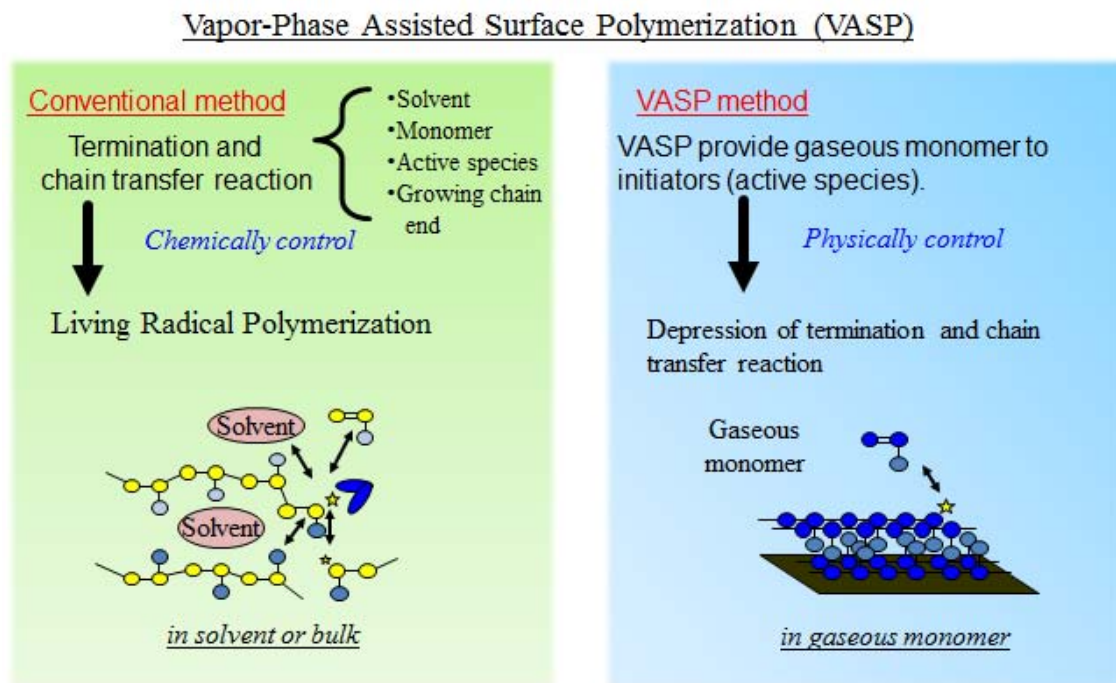 Vapor-Phase Assisted Surface Polymerization (VASP)
Conventional method
Termination and
chain transfer reaction
•Solvent
•Monomer
•Active species
•Growing chain
end
Chemically control
Living Radical Polymerization
Solvent
Solvent
in solvent or bulk
VASP method
VASP provide gaseous monomer to
initiators (active species).
Physically control
Depression of termination and chain
transfer reaction
Gaseous
monomer
in gaseous monomer